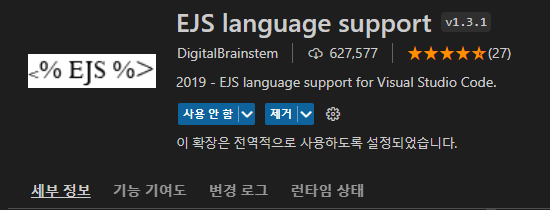 EJS language support v1.3.1
<% EJS %>
DigitalBrainstem 627,577 (27)
2019 - EJS language support for Visual Studio Code.
사용 안 함 제거
이 확장은 전역적으로 사용하도록 설정되었습니다.
세부 정보 기능 기여도 변경 로그 런타임 상태